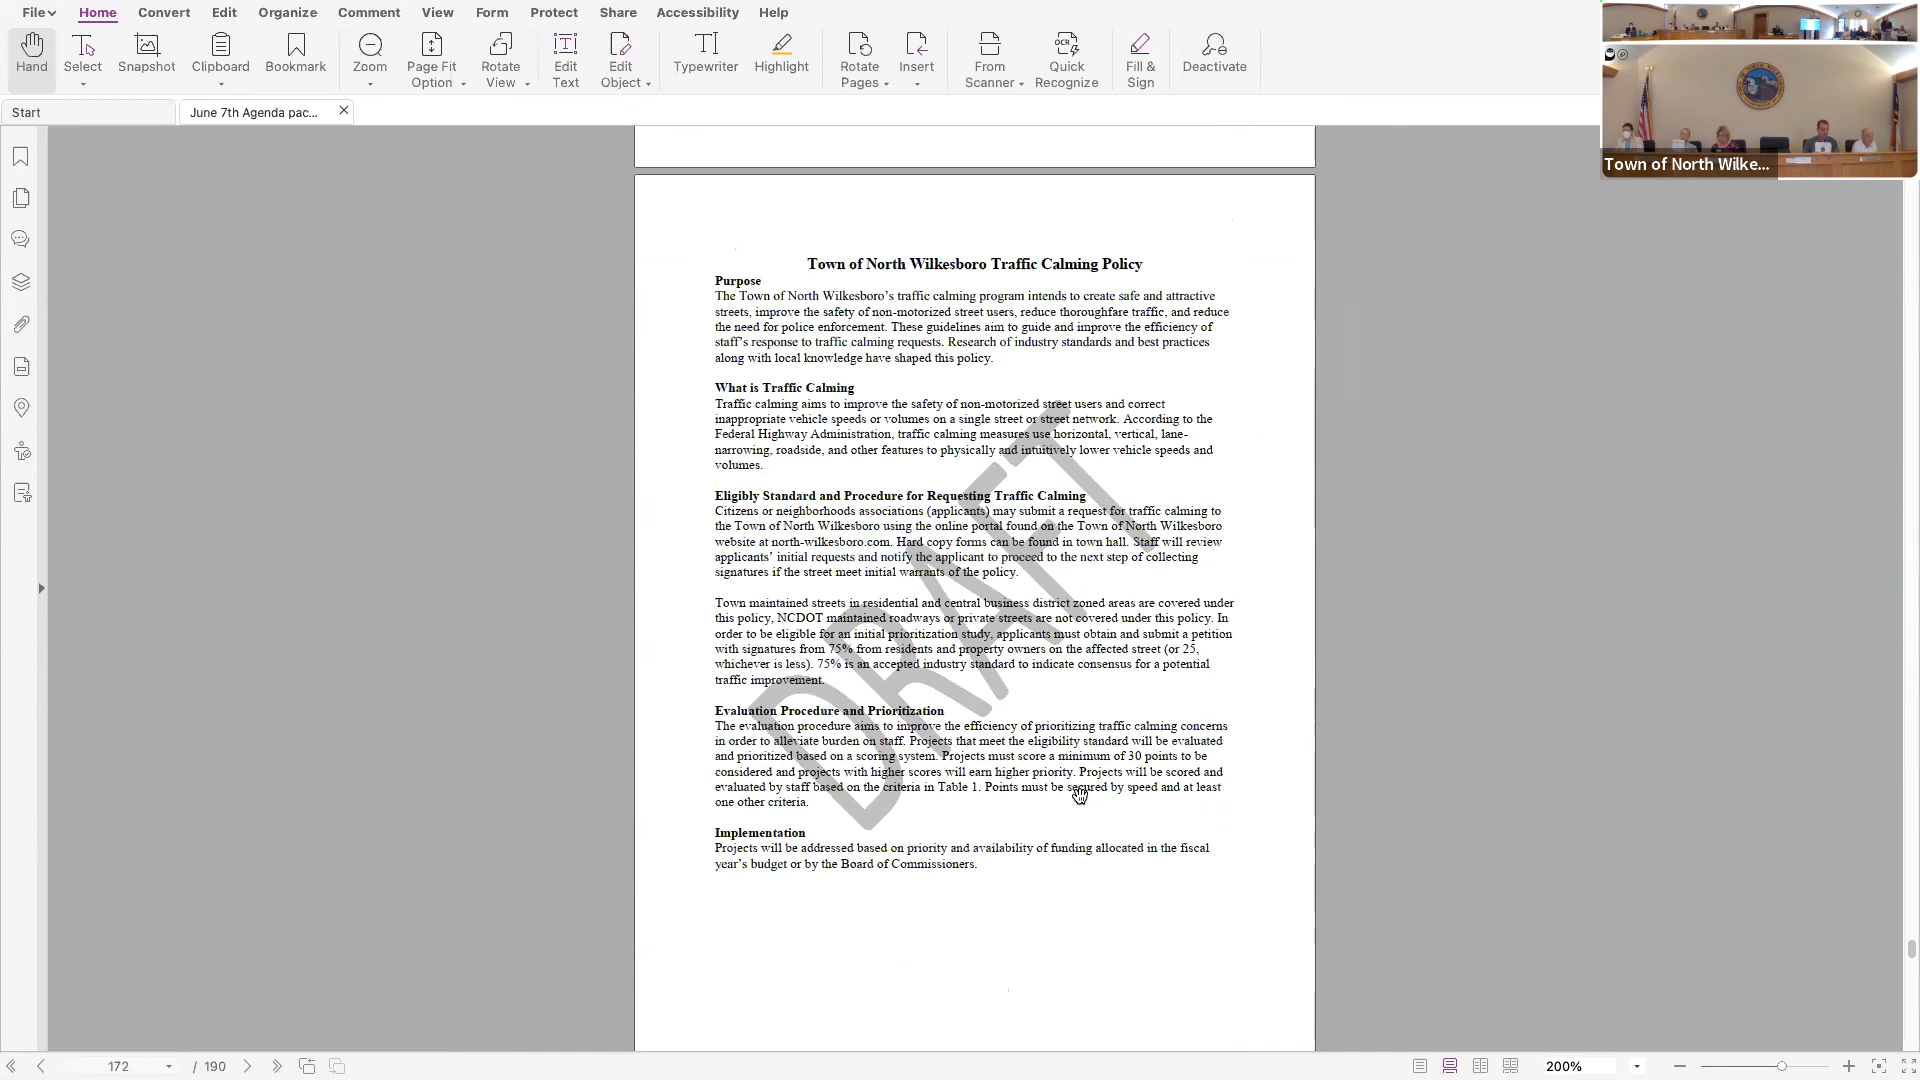 File Home Convert Edit Organize Comment View Form Protect Share Accessibility Help
Hand Select Snapshot Clipboard Bookmark Zoom Page Fit Option Rotate View Edit Text Edit Object Typewriter Highlight Rotate Pages Insert From Scanner OCR Quick Recognize Fill & Sign Deactivate
Start June 7th Agenda pac...
Town of North Wilke...
Town of North Wilkesboro Traffic Calming Policy
Purpose
The Town of North Wilkesboro's traffic calming program intends to create safe and attractive
streets, improve the safety of non-motorized street users, reduce thoroughfare traffic, and reduce
the need for police enforcement. These guidelines aim to guide and improve the efficiency of
staff's response to traffic calming requests. Research of industry standards and best practices
along with local knowledge have shaped this policy.
What is Traffic Calming
Traffic calming aims to improve the safety of non-motorized street users and correct
inappropriate vehicle speeds or volumes on a single street or street network. According to the
Federal Highway Administration, traffic calming measures use horizontal, vertical, lane-
narrowing, roadside, and other features to physically and intuitively lower vehicle speeds and
volumes.
Eligibly Standard and Procedure for Requesting Traffic Calming
Citizens or neighborhoods associations (applicants) may submit a request for traffic calming to
the Town of North Wilkesboro using the online portal found on the Town of North Wilkesboro
website at north-wilkesboro.com. Hard copy forms can be found in town hall. Staff will review
applicants' initial requests and notify the applicant to proceed to the next step of collecting
signatures if the street meet initial warrants of the policy.
Town maintained streets in residential and central business district zoned areas are covered under
this policy, NCDOT maintained roadways or private streets are not covered under this policy. In
order to be eligible for an initial prioritization study, applicants must obtain and submit a petition
with signatures from 75% from residents and property owners on the affected street (or 25,
whichever is less). 75% is an accepted industry standard to indicate consensus for a potential
traffic improvement.
Evaluation Procedure and Prioritization
The evaluation procedure aims to improve the efficiency of prioritizing traffic calming concerns
in order to alleviate burden on staff. Projects that meet the eligibility standard will be evaluated
and prioritized based on a scoring system. Projects must score a minimum of 30 points to be
considered and projects with higher scores will earn higher priority. Projects will be scored and
evaluated by staff based on the criteria in Table 1. Points must be secured by speed and at least
one other criteria.
Implementation
Projects will be addressed based on priority and availability of funding allocated in the fiscal
year's budget or by the Board of Commissioners.
DRAFT
172 / 190 200%